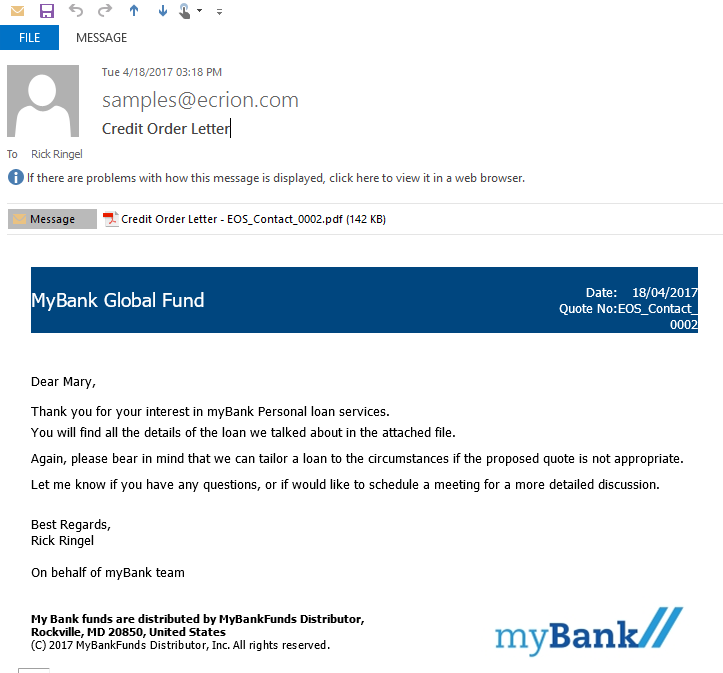 FILE MESSAGE
Tue 4/18/2017 03:18 PM
samples@ecrion.com
Credit Order Letter
To Rick Ringel
If there are problems with how this message is displayed, click here to view it in a web browser.
Message Credit Order Letter - EOS_Contact_0002.pdf (142 KB)
MyBank Global Fund
Date: 18/04/2017
Quote No:EOS_Contact_
0002
Dear Mary,
Thank you for your interest in myBank Personal loan services.
You will find all the details of the loan we talked about in the attached file.
Again, please bear in mind that we can tailor a loan to the circumstances if the proposed quote is not appropriate.
Let me know if you have any questions, or if would like to schedule a meeting for a more detailed discussion.
Best Regards,
Rick Ringel
On behalf of myBank team
My Bank funds are distributed by MyBankFunds Distributor,
Rockville, MD 20850, United States
(C) 2017 MyBankFunds Distributor, Inc. All rights reserved.
myBank